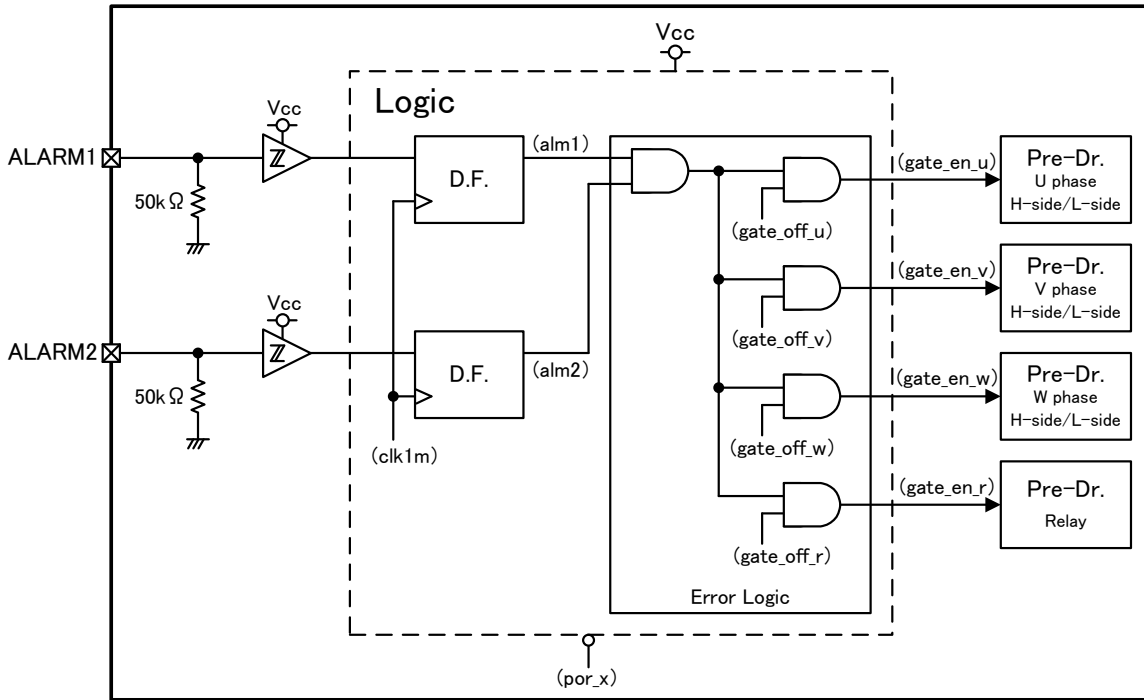 Vcc
Logic
Vcc
ALARM1
50kΩ
D.F.
(alm1)
(gate_off_u)
(gate_en_u)
Pre-Dr.
U phase
H-side/L-side
(gate_off_v)
(gate_en_v)
Pre-Dr.
V phase
H-side/L-side
Vcc
ALARM2
50kΩ
D.F.
(alm2)
(clk1m)
(gate_off_w)
(gate_en_w)
Pre-Dr.
W phase
H-side/L-side
(gate_off_r)
(gate_en_r)
Pre-Dr.
Relay
Error Logic
(por_x)